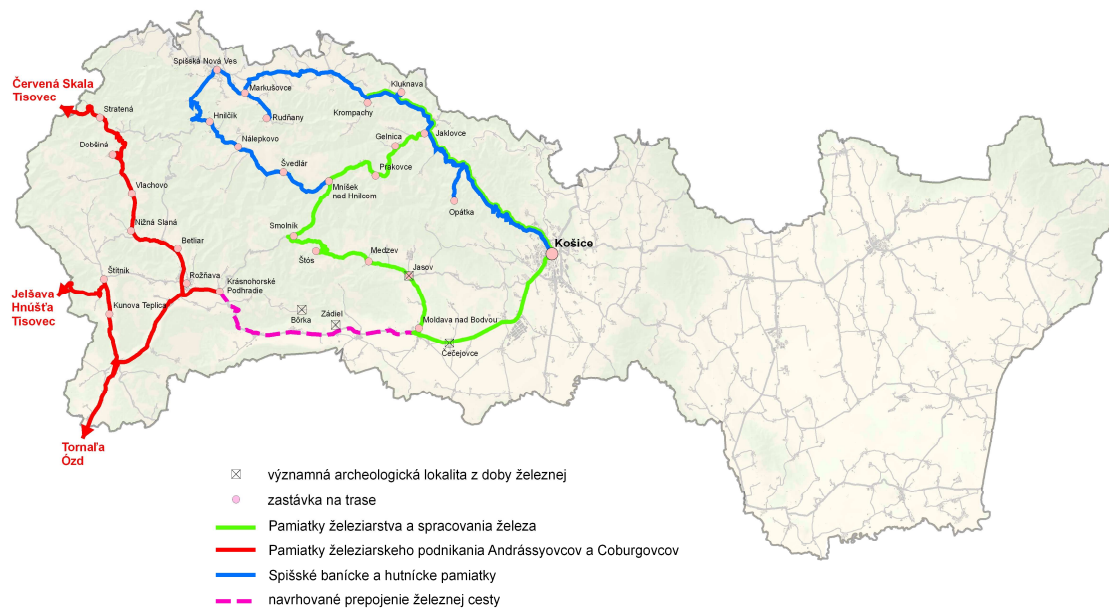 Spišská Nová Ves
Kluknava
Markušovce
Červená Skala
Tisovec
Krompachy
Stratená
Hnilčík
Rudňany
Jaklovce
Gelnica
Dobšiná
Nálepkovo
Prakovce
Švedlár
Vlachovo
Mníšek
nad Hnilcom
Opátka
Nižná Slaná
Smolník
Košice
Betliar
Štós
Medzev
Štítnik
Rožňava
Krásnohorské
Podhradie
Jasov
Jelšava
Hnúšťa
Tisovec
Kunova Teplica
Bôrka
Zádiel
Moldava nad Bodvou
Čečejovce
Tornaľa
Ózd
významná archeologická lokalita z doby železnej
zastávka na trase
Pamiatky železiarstva a spracovania železa
Pamiatky železiarskeho podnikania Andrássyovcov a Coburgovcov
Spišské banícke a hutnícke pamiatky
navrhované prepojenie železnej cesty